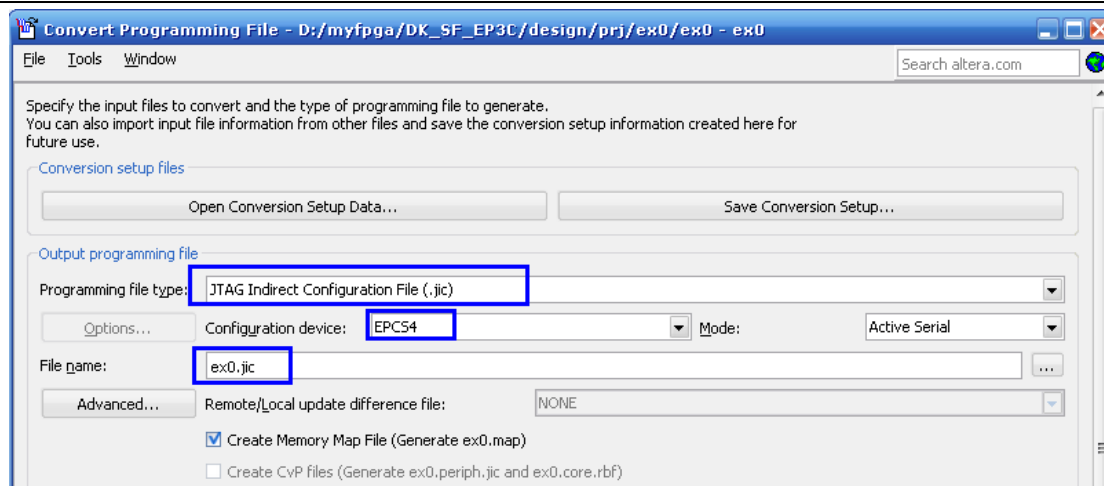 Convert Programming File - D:/myfpga/DK_SF_EP3C/design/prj/ex0/ex0 - ex0
File Tools Window Search altera.com
Specify the input files to convert and the type of programming file to generate.
You can also import input file information from other files and save the conversion setup information created here for
future use.
Conversion setup files
Open Conversion Setup Data... Save Conversion Setup...
Output programming file
Programming file type: JTAG Indirect Configuration File (.jic)
Options... Configuration device: EPCS4 Mode: Active Serial
File name: ex0.jic ...
Advanced... Remote/Local update difference file: NONE
Create Memory Map File (Generate ex0.map)
Create CvP files (Generate ex0.periph.jic and ex0.core.rbf)